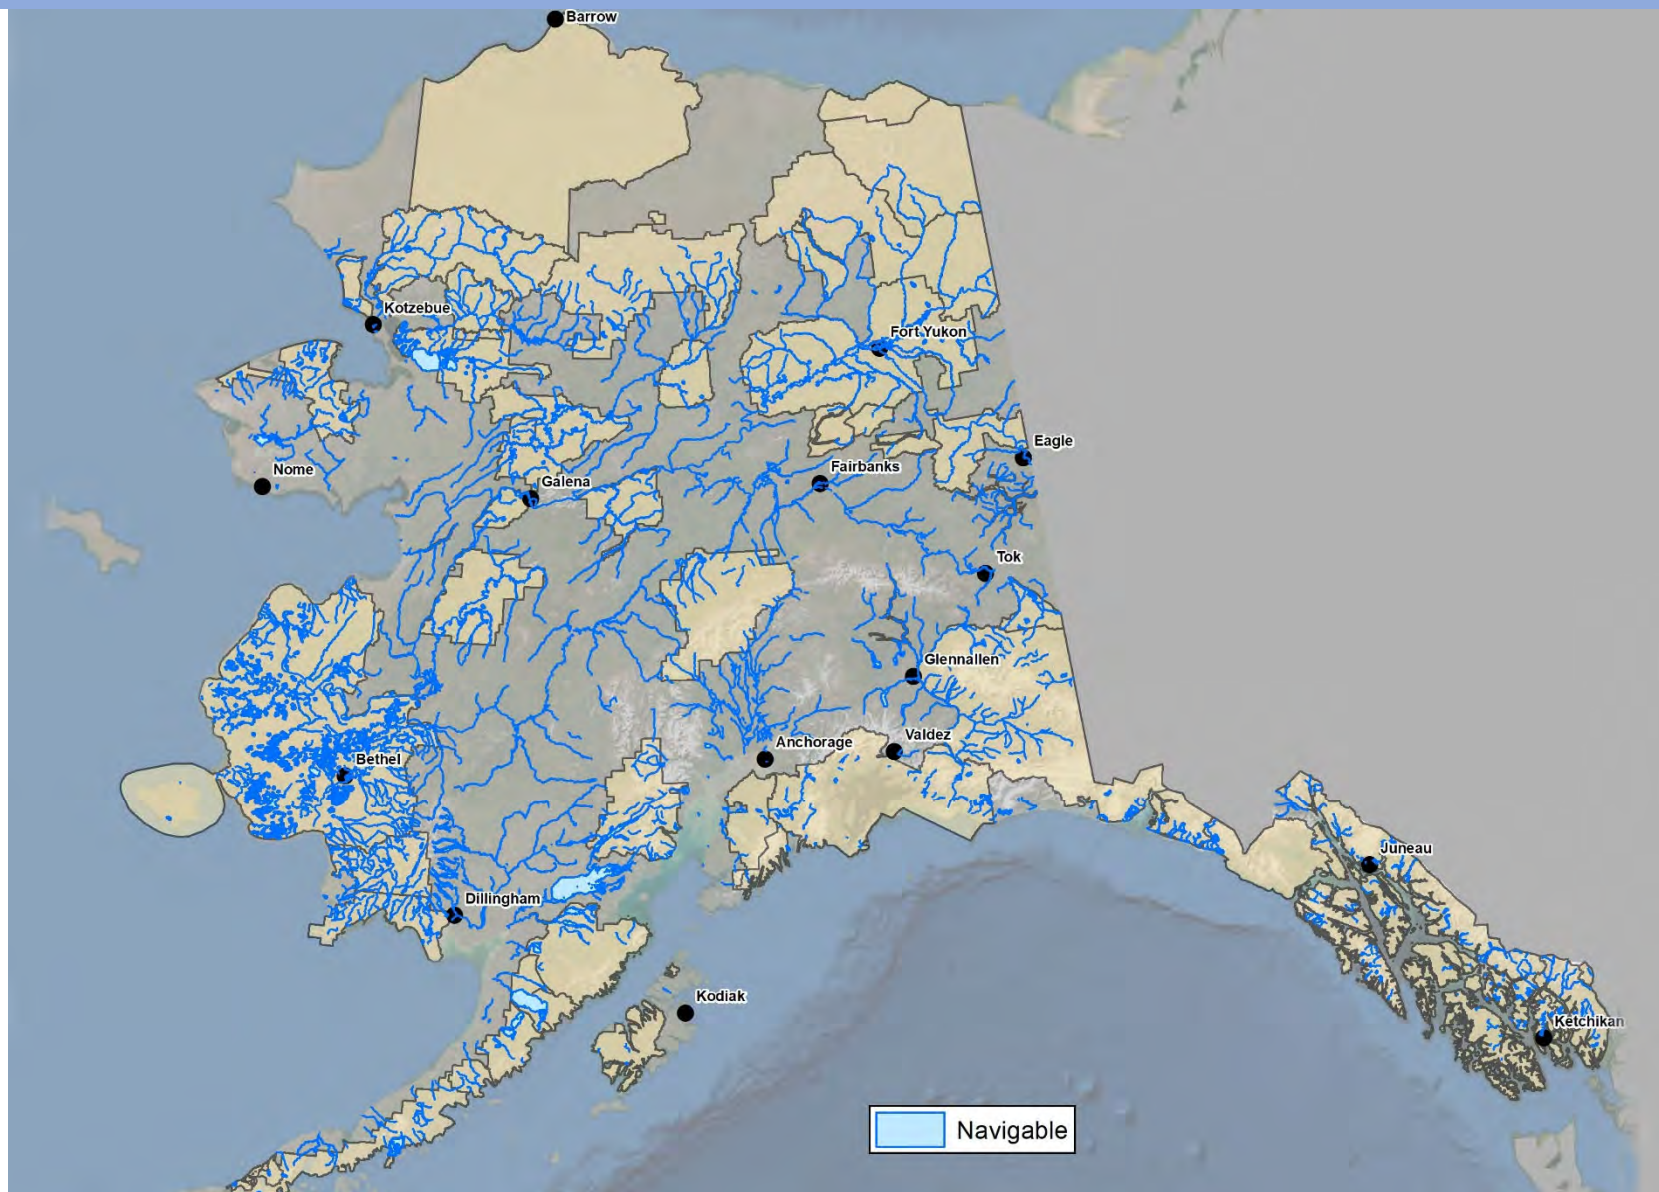 Barrow
Kotzebue
Fort Yukon
Eagle
Nome
Galena
Fairbanks
Tok
Glennallen
Bethel
Anchorage
Valdez
Juneau
Dillingham
Kodiak
Ketchikan
Navigable